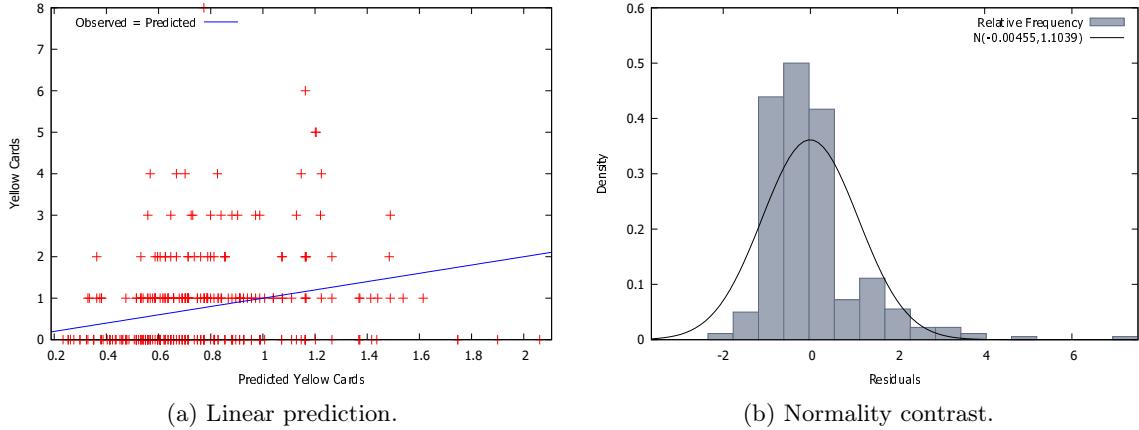 Observed = Predicted
8
7
6
5
4
3
2
1
0
Yellow Cards
0.2 0.4 0.6 0.8 1 1.2 1.4 1.6 1.8 2
Predicted Yellow Cards
(a) Linear prediction.
Relative Frequency
N(-0.00455,1.1039)
0.6
0.5
0.4
0.3
0.2
0.1
0
Density
-2 0 2 4 6
Residuals
(b) Normality contrast.